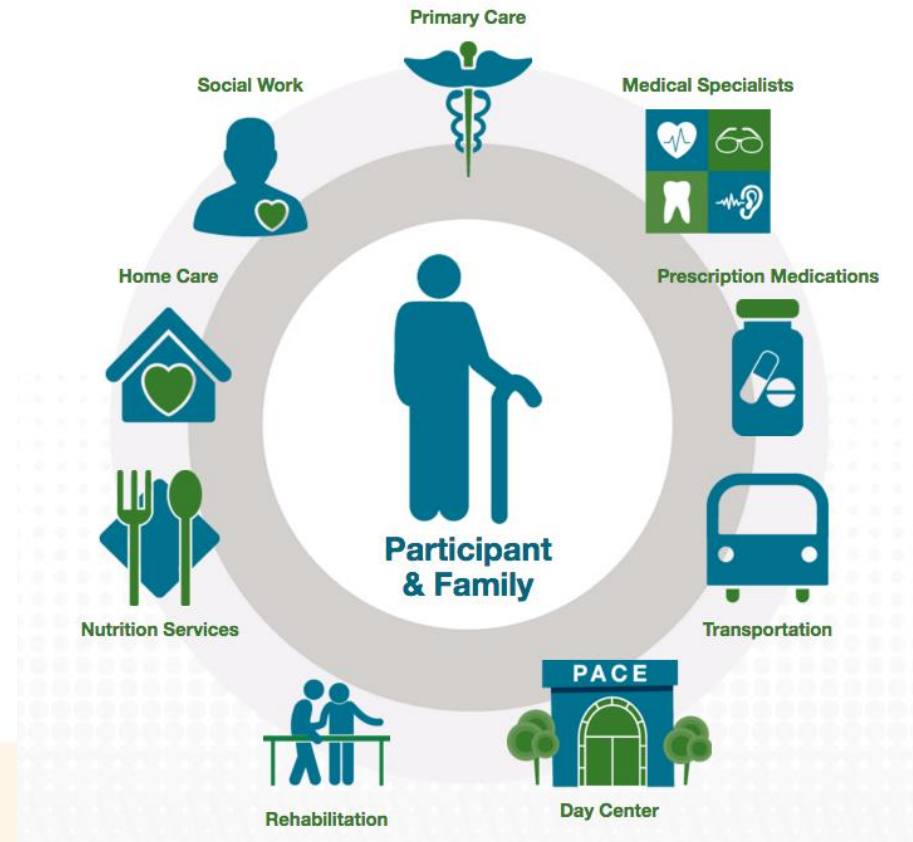 Primary Care
Social Work
Medical Specialists
Home Care
Prescription Medications
Participant
& Family
Nutrition Services
Transportation
PACE
Rehabilitation
Day Center